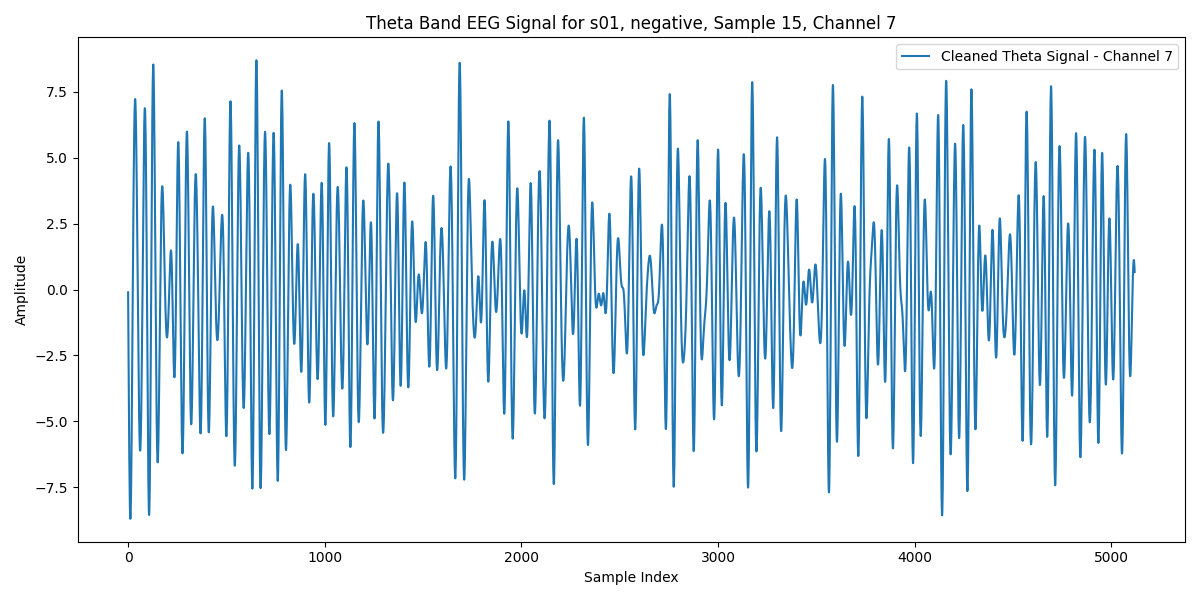 Theta Band EEG Signal for s01, negative, Sample 15, Channel 7
Cleaned Theta Signal - Channel 7
Amplitude
7.5
5.0
2.5
0.0
−2.5
−5.0
−7.5
0 1000 2000 3000 4000 5000
Sample Index